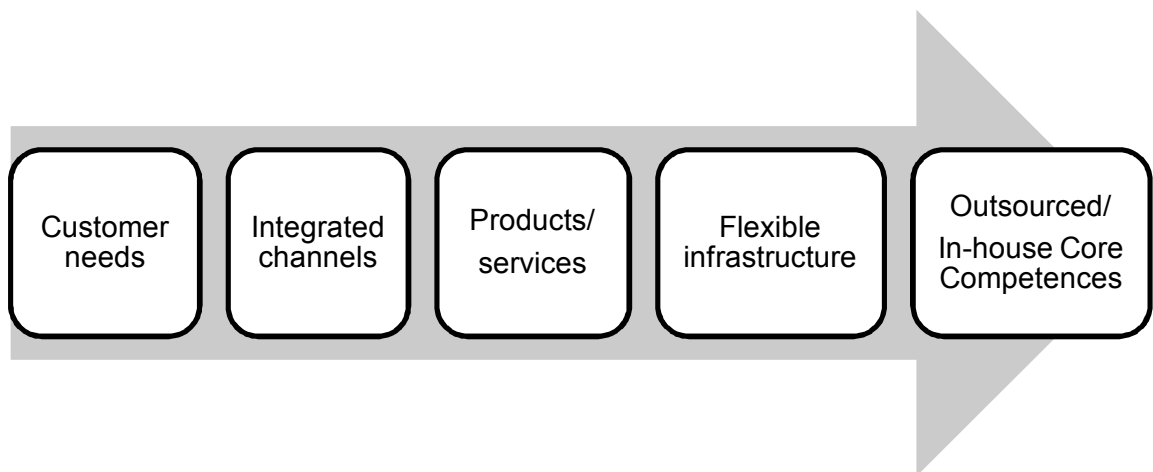 Customer
needs
Integrated
channels
Products/
services
Flexible
infrastructure
Outsourced/
In-house Core
Competences